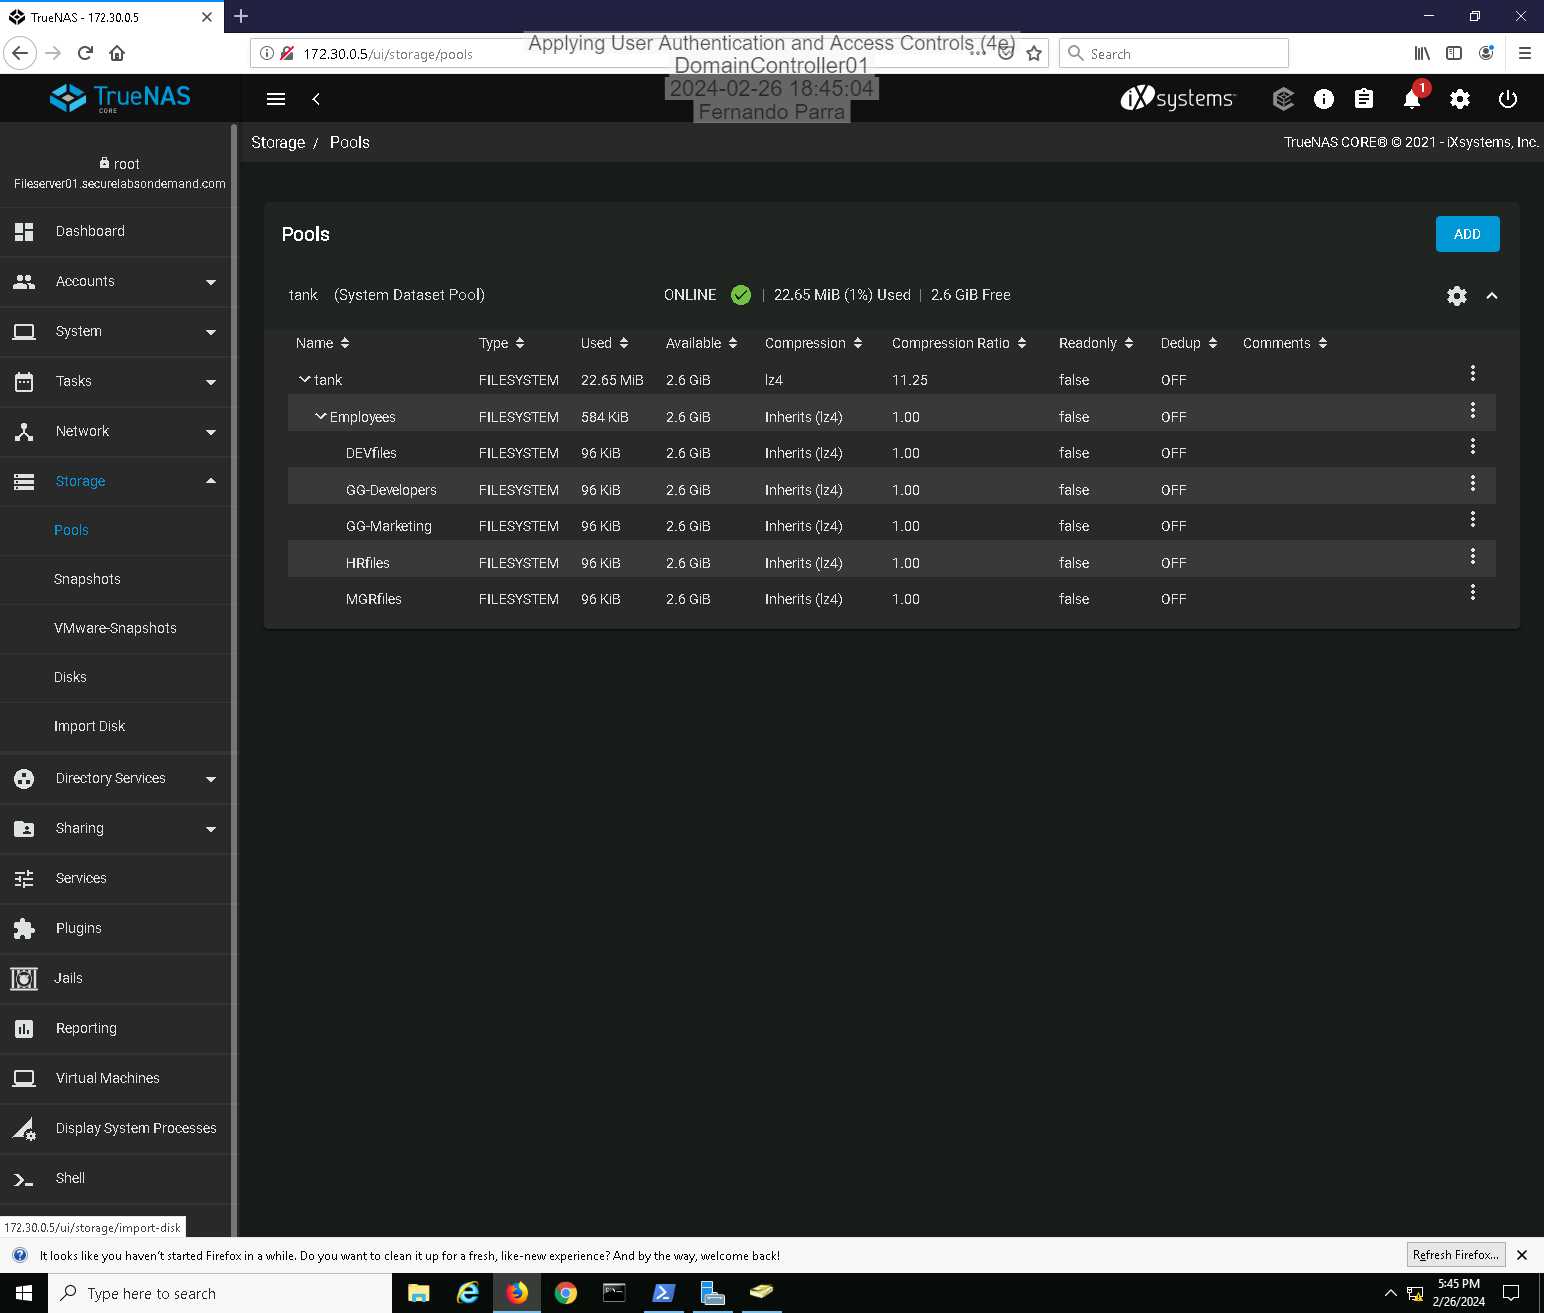 TrueNAS - 172.30.0.5
172.30.0.5/ui/storage/pools
Search
Applying User Authentication and Access Controls (4e)
DomainController01
2024-02-26 18:45:04
Fernando Parra
TrueNAS
CORE
iXsystems
1
Storage / Pools
TrueNAS CORE® © 2021 - iXsystems, Inc.
root
Fileserver01.securelabsondemand.com
Dashboard
Accounts
System
Tasks
Network
Storage
Pools
Snapshots
VMware-Snapshots
Disks
Import Disk
Directory Services
Sharing
Services
Plugins
Jails
Reporting
Virtual Machines
Display System Processes
Shell
Pools
ADD
tank (System Dataset Pool) ONLINE | 22.65 MiB (1%) Used | 2.6 GiB Free
Name Type Used Available Compression Compression Ratio Readonly Dedup Comments
tank FILESYSTEM 22.65 MiB 2.6 GiB lz4 11.25 false OFF
Employees FILESYSTEM 584 KiB 2.6 GiB Inherits (lz4) 1.00 false OFF
DEVfiles FILESYSTEM 96 KiB 2.6 GiB Inherits (lz4) 1.00 false OFF
GG-Developers FILESYSTEM 96 KiB 2.6 GiB Inherits (lz4) 1.00 false OFF
GG-Marketing FILESYSTEM 96 KiB 2.6 GiB Inherits (lz4) 1.00 false OFF
HRfiles FILESYSTEM 96 KiB 2.6 GiB Inherits (lz4) 1.00 false OFF
MGRfiles FILESYSTEM 96 KiB 2.6 GiB Inherits (lz4) 1.00 false OFF
172.30.0.5/ui/storage/import-disk
It looks like you haven't started Firefox in a while. Do you want to clean it up for a fresh, like-new experience? And by the way, welcome back!
Refresh Firefox...
Type here to search
5:45 PM
2/26/2024